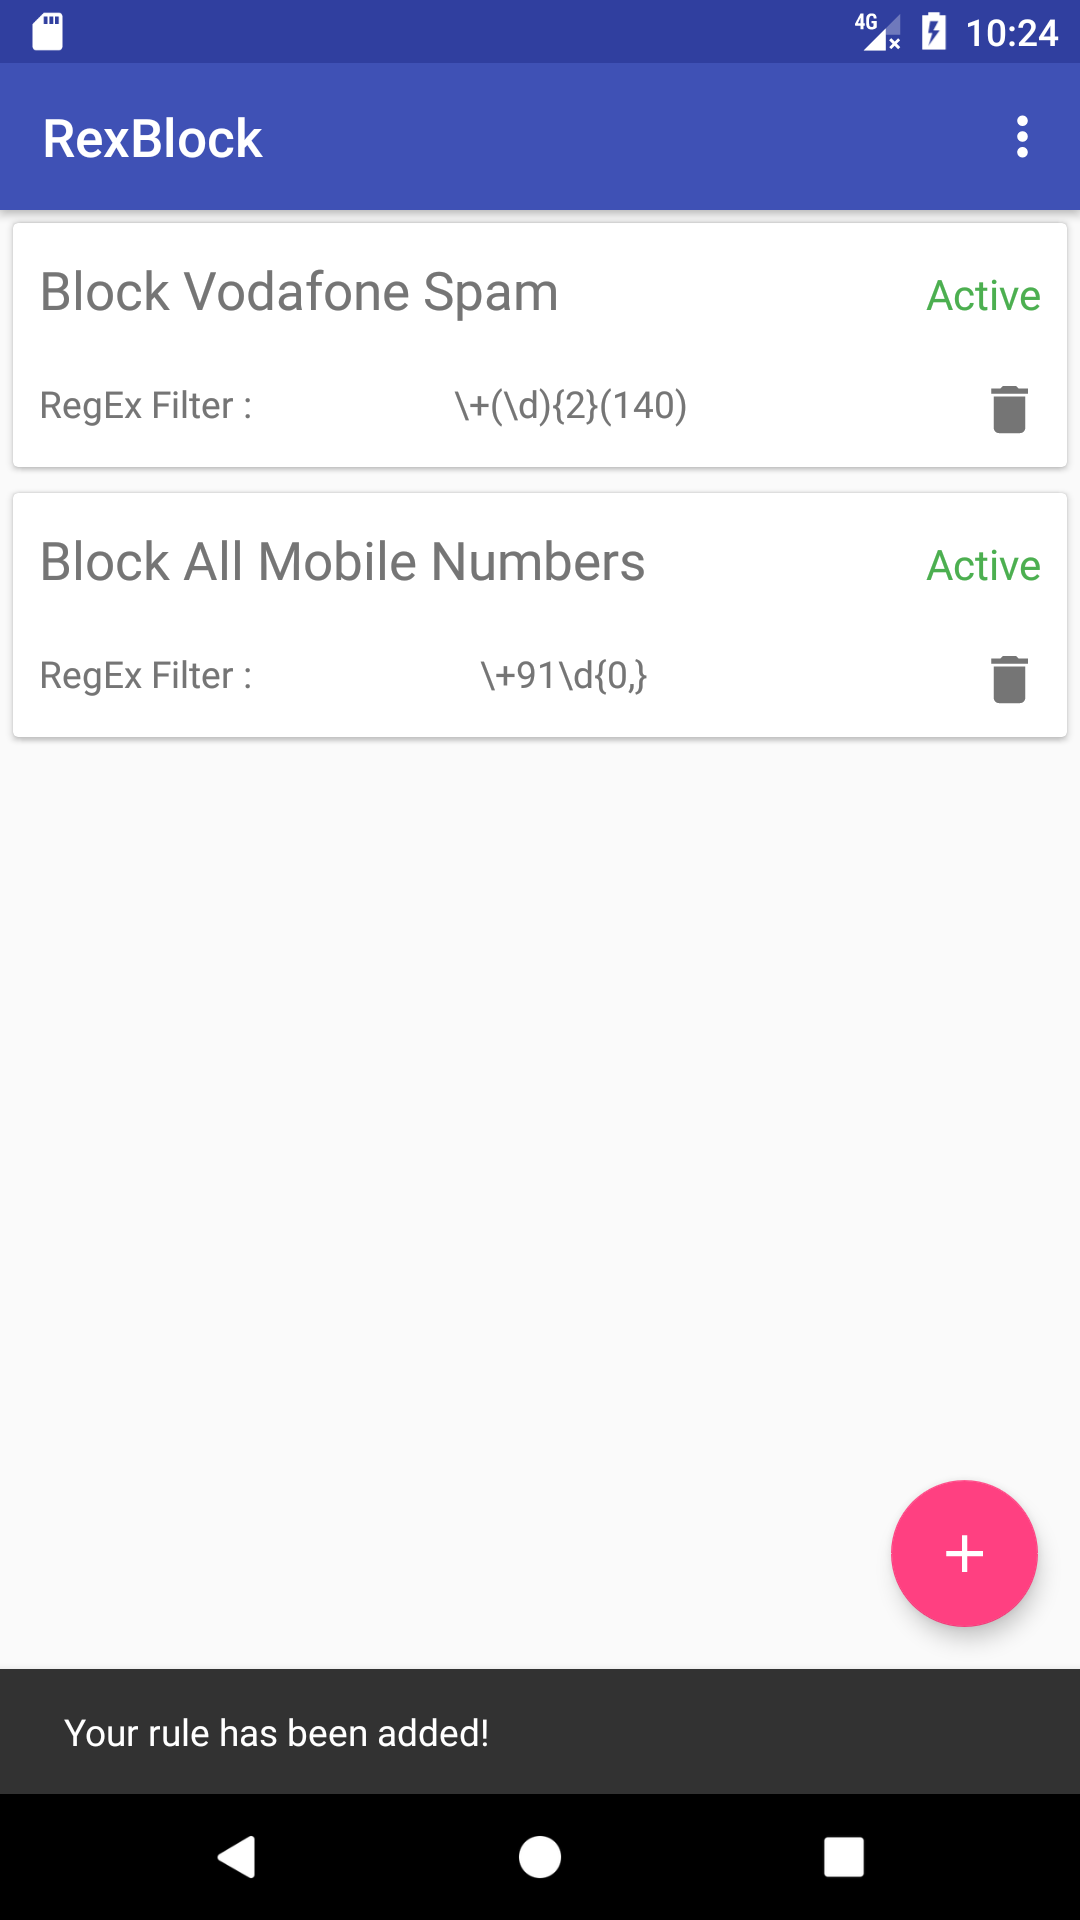 4G 10:24
RexBlock
Block Vodafone Spam Active
RegEx Filter : \+(\d){2}(140)
Block All Mobile Numbers Active
RegEx Filter : \+91\d{0,}
Your rule has been added!